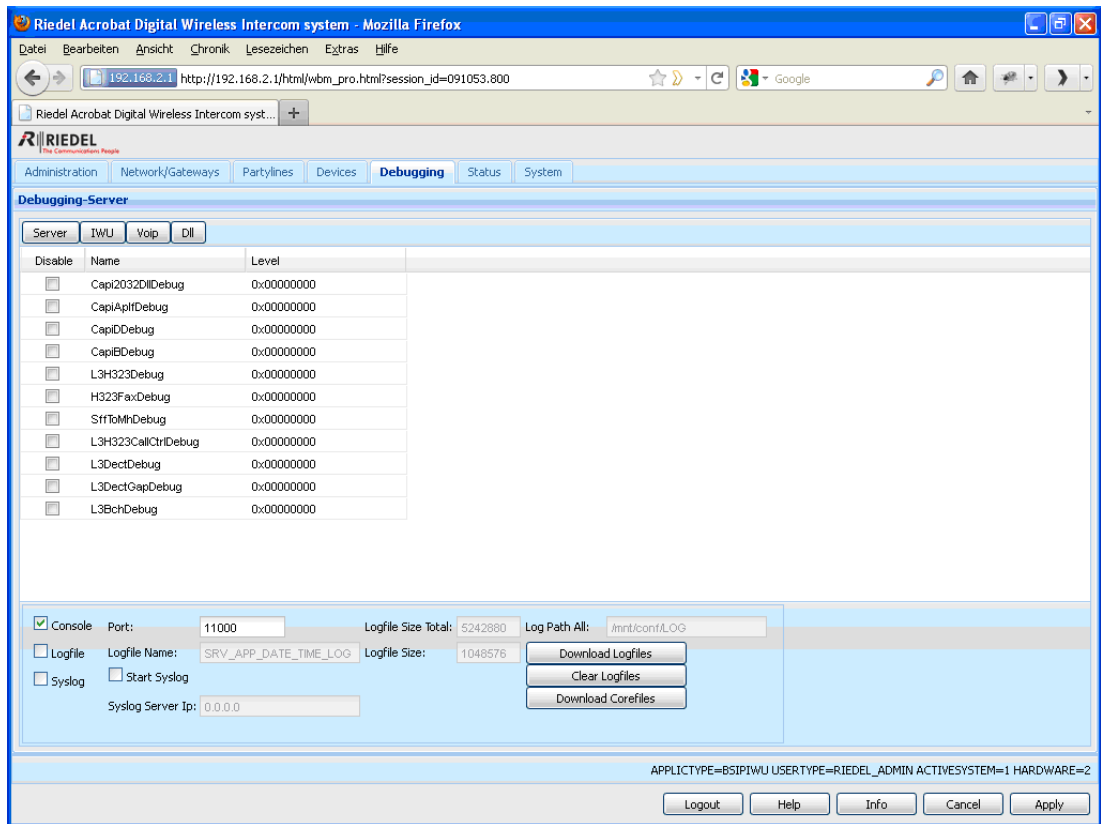 Riedel Acrobat Digital Wireless Intercom system - Mozilla Firefox
Datei Bearbeiten Ansicht Chronik Lesezeichen Extras Hilfe
192.168.2.1 http://192.168.2.1/html/wbm_pro.html?session_id=091053.800 Google
Riedel Acrobat Digital Wireless Intercom syst... +
RIEDEL
The Communications People
Administration Network/Gateways Partylines Devices Debugging Status System
Debugging-Server
Server IWU Voip Dll
Disable Name Level
Capi2032DllDebug 0x00000000
CapiAplfDebug 0x00000000
CapiDDebug 0x00000000
CapiBDebug 0x00000000
L3H323Debug 0x00000000
H323FaxDebug 0x00000000
SffToMhDebug 0x00000000
L3H323CallCtrlDebug 0x00000000
L3DectDebug 0x00000000
L3DectGapDebug 0x00000000
L3BchDebug 0x00000000
Console Port: 11000 Logfile Size Total: 5242880 Log Path All: /mnt/conf/LOG
Logfile Logfile Name: SRV_APP_DATE_TIME_LOG Logfile Size: 1048576 Download Logfiles
Syslog Start Syslog Clear Logfiles
Syslog Server Ip: 0.0.0.0 Download Corefiles
APPLICTYPE=BSIPIWU USERTYPE=RIEDEL_ADMIN ACTIVESYSTEM=1 HARDWARE=2
Logout Help Info Cancel Apply